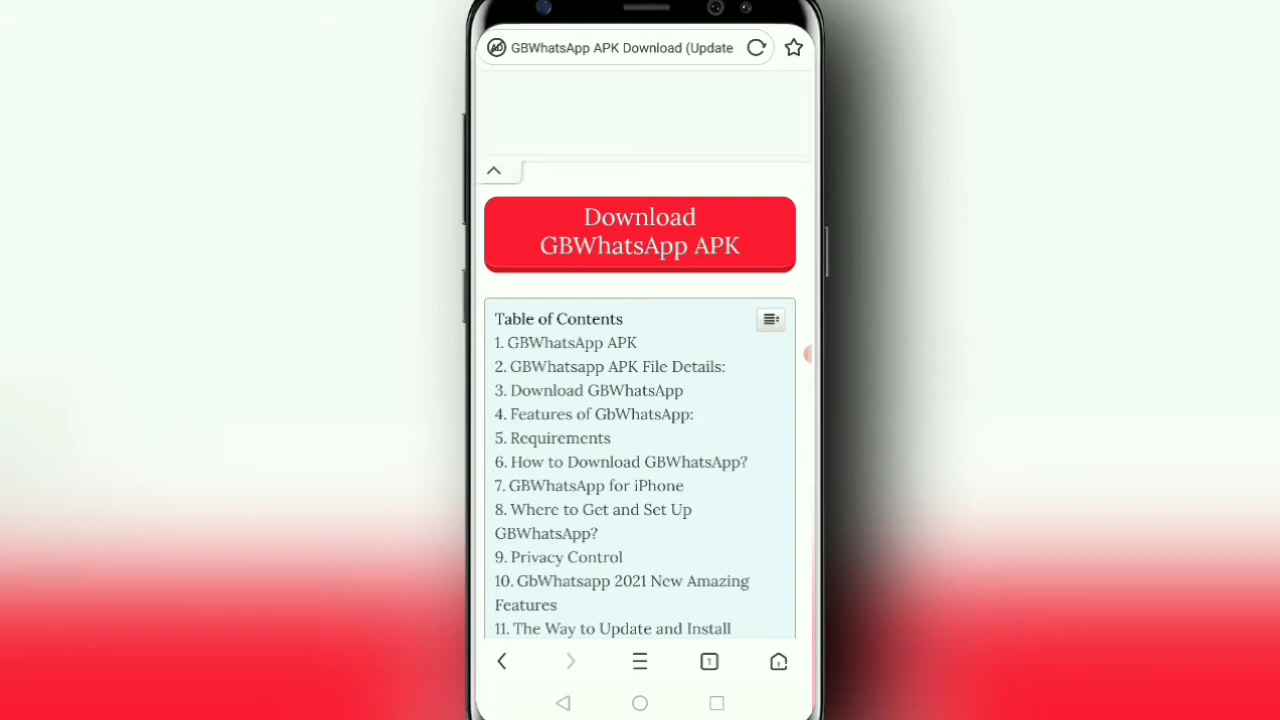 GBWhatsApp APK Download (Update
Download
GBWhatsApp APK
Table of Contents
1. GBWhatsApp APK
2. GBWhatsapp APK File Details:
3. Download GBWhatsApp
4. Features of GbWhatsApp:
5. Requirements
6. How to Download GBWhatsApp?
7. GBWhatsApp for iPhone
8. Where to Get and Set Up
GBWhatsApp?
9. Privacy Control
10. GbWhatsapp 2021 New Amazing
Features
11. The Way to Update and Install
1